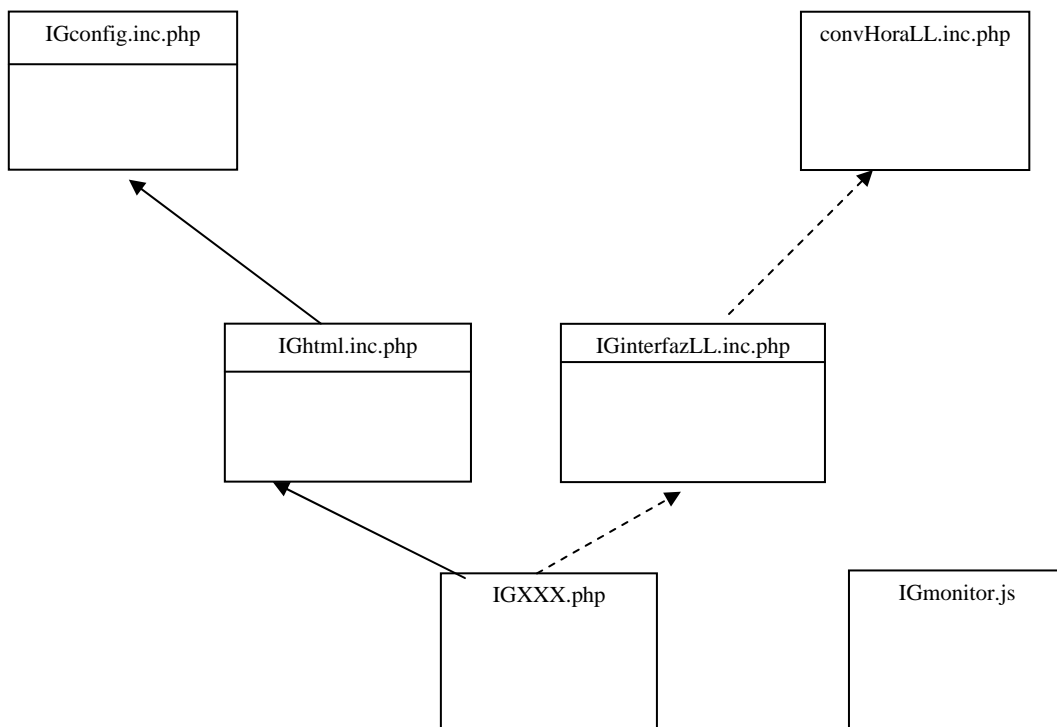 IGconfig.inc.php
convHoraLL.inc.php
IGhtml.inc.php
IGinterfazLL.inc.php
IGXXX.php
IGmonitor.js